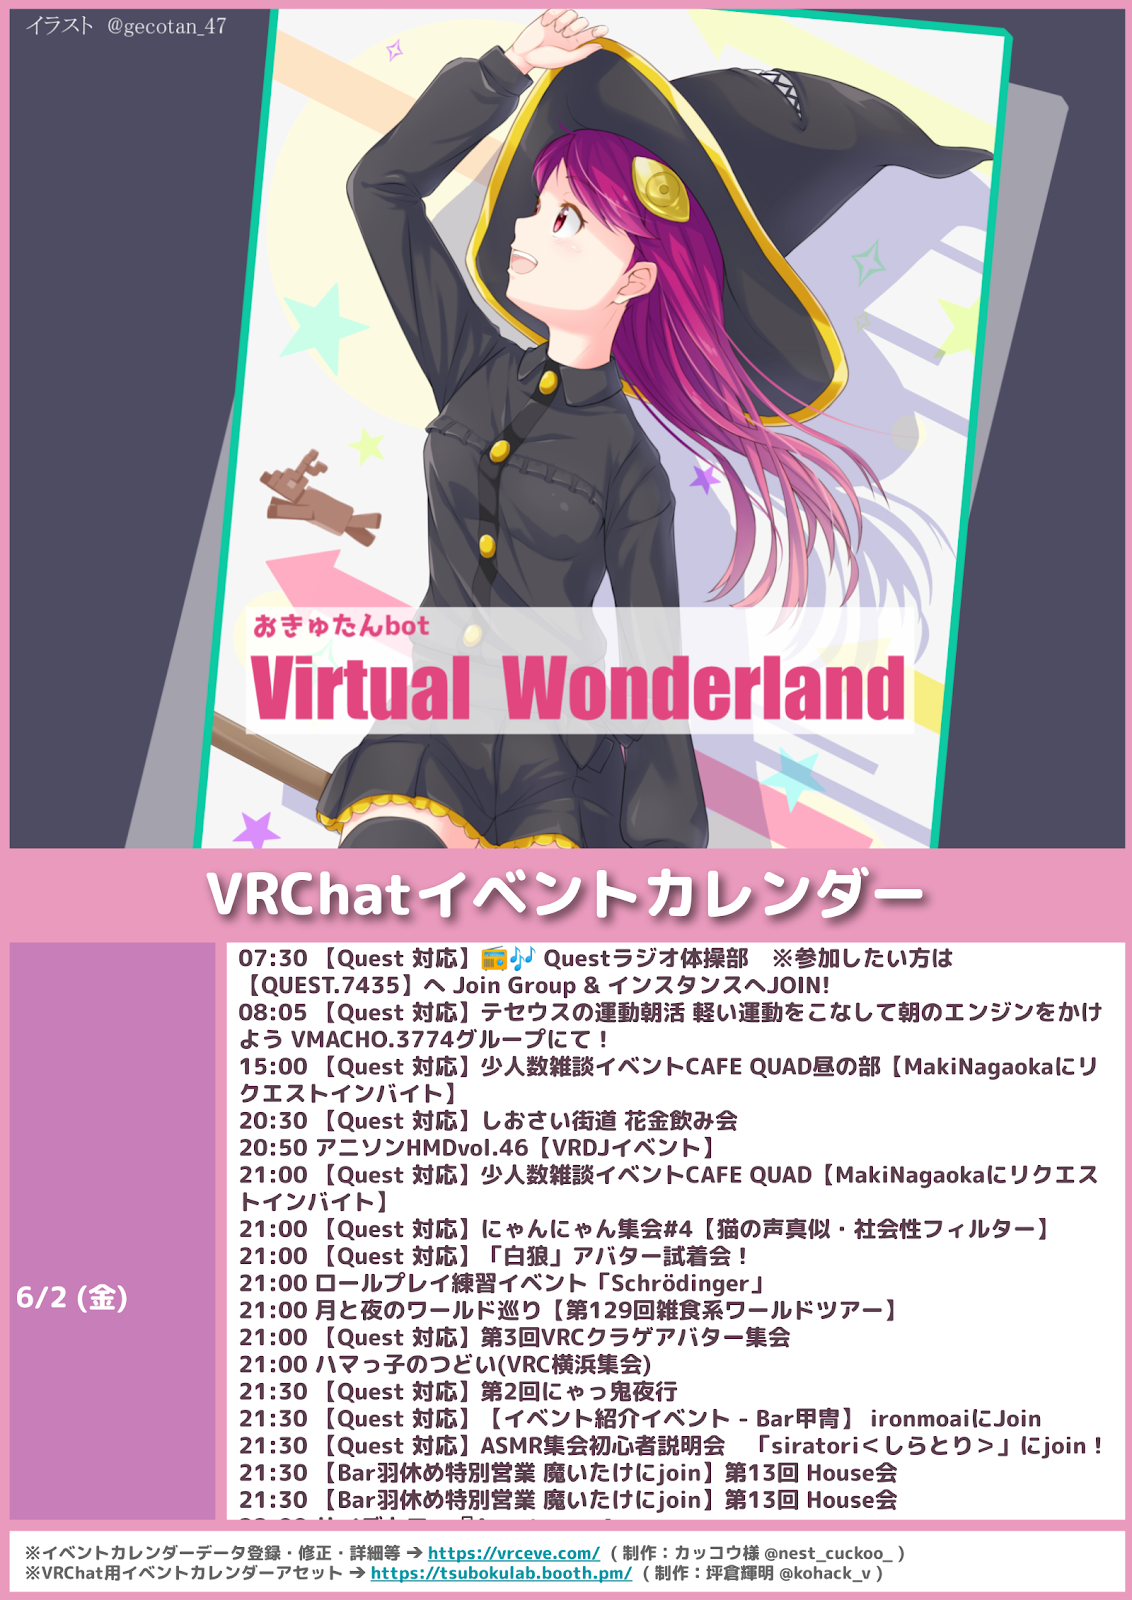 イラスト @gecotan_47
おきゅたんbot
Virtual Wonderland
VRChatイベントカレンダー
6/2 (金)
07:30 【Quest 対応】📻🎶 Questラジオ体操部　※参加したい方は
【QUEST.7435】へ Join Group & インスタンスへJOIN!
08:05 【Quest 対応】テセウスの運動朝活 軽い運動をこなして朝のエンジンをかけ
よう VMACHO.3774グループにて！
15:00 【Quest 対応】少人数雑談イベントCAFE QUAD昼の部【MakiNagaokaにリ
クエストインバイト】
20:30 【Quest 対応】しおさい街道 花金飲み会
20:50 アニソンHMDvol.46【VRDJイベント】
21:00 【Quest 対応】少人数雑談イベントCAFE QUAD【MakiNagaokaにリクエス
トインバイト】
21:00 【Quest 対応】にゃんにゃん集会#4【猫の声真似・社会性フィルター】
21:00 【Quest 対応】「白狼」アバター試着会！
21:00 ロールプレイ練習イベント「Schrödinger」
21:00 月と夜のワールド巡り【第129回雑食系ワールドツアー】
21:00 【Quest 対応】第3回VRCクラゲアバター集会
21:00 ハマっ子のつどい(VRC横浜集会)
21:30 【Quest 対応】第2回にゃっ鬼夜行
21:30 【Quest 対応】【イベント紹介イベント - Bar甲冑】 ironmoaiにJoin
21:30 【Quest 対応】ASMR集会初心者説明会　「siratori＜しらとり＞」にjoin！
21:30 【Bar羽休め特別営業 魔いたけにjoin】第13回 House会
21:30 【Bar羽休め特別営業 魔いたけにjoin】第13回 House会
※イベントカレンダーデータ登録・修正・詳細等 ➔ https://vrceve.com/ （制作：カッコウ様 @nest_cuckoo_）
※VRChat用イベントカレンダーアセット ➔ https://tsubokulab.booth.pm/ （制作：坪倉輝明 @kohack_v）